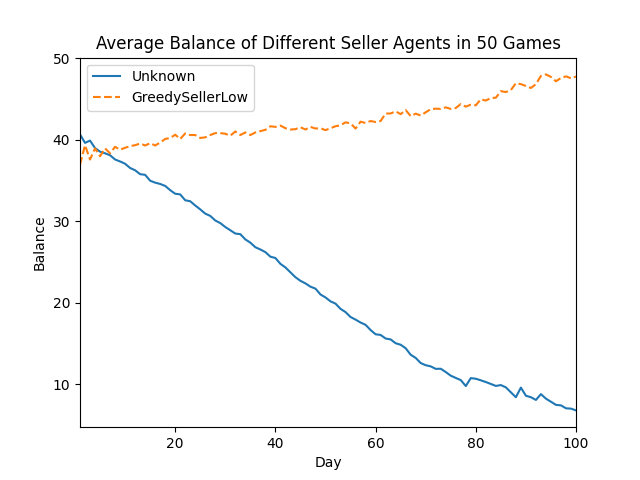 Average Balance of Different Seller Agents in 50 Games
Unknown
GreedySellerLow
50
40
30
20
10
Balance
20
40
60
80
100
Day